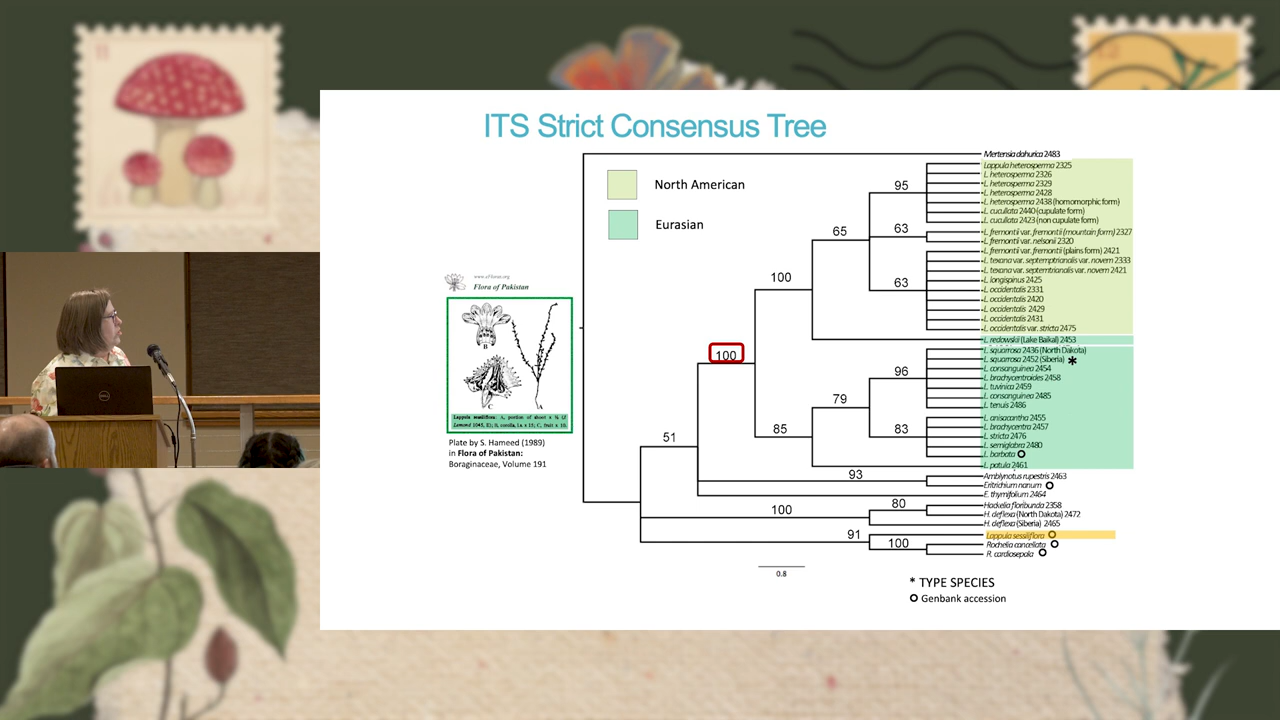 ITS Strict Consensus Tree
North American
Eurasian
www.eFloras.org
Flora of Pakistan
Plate by S. Hameed (1989)
in Flora of Pakistan:
Boraginaceae, Volume 191
Mertensia dahurica 2483
Lappula heterosperma 2325
L. heterosperma 2326
L. heterosperma 2329
L. heterosperma 2428
L. heterosperma 2438 (homomorphic form)
L. cucullata 2440 (cupulate form)
L. cucullata 2423 (non cupulate form)
L. fremontii var. fremontii (mountain form) 2327
L. fremontii var. nelsonii 2320
L. fremontii var. fremontii (plains form) 2421
L. texana var. septemptrianalis var. novem 2333
L. texana var. septemtrianalis var. novem 2421
L. longispinus 2425
L. occidentalis 2331
L. occidentalis 2420
L. occidentalis 2429
L. occidentalis 2431
L. occidentalis var. stricta 2475
L. redowskii (Lake Baikal) 2453
L. squarrosa 2436 (North Dakota)
L. squarrosa 2452 (Siberia) *
L. consanguinea 2454
L. brachycentroides 2458
L. tuvinica 2459
L. consanguinea 2485
L. tenuis 2486
L. anisacantha 2455
L. brachycentra 2457
L. stricta 2476
L. semiglabra 2480
L. barbata
L. patula 2461
Amblynotus rupestris 2463
Eritrichium nanum
E. thymifolium 2464
Hackelia floribunda 2358
H. deflexa (North Dakota) 2472
H. deflexa (Siberia) 2465
Lappula sessiliflora
Rochelia cancellata
R. cardiosepala
95
65
63
100
63
100
96
79
85
83
51
93
80
100
91
100
0.8
* TYPE SPECIES
Genbank accession
DELL